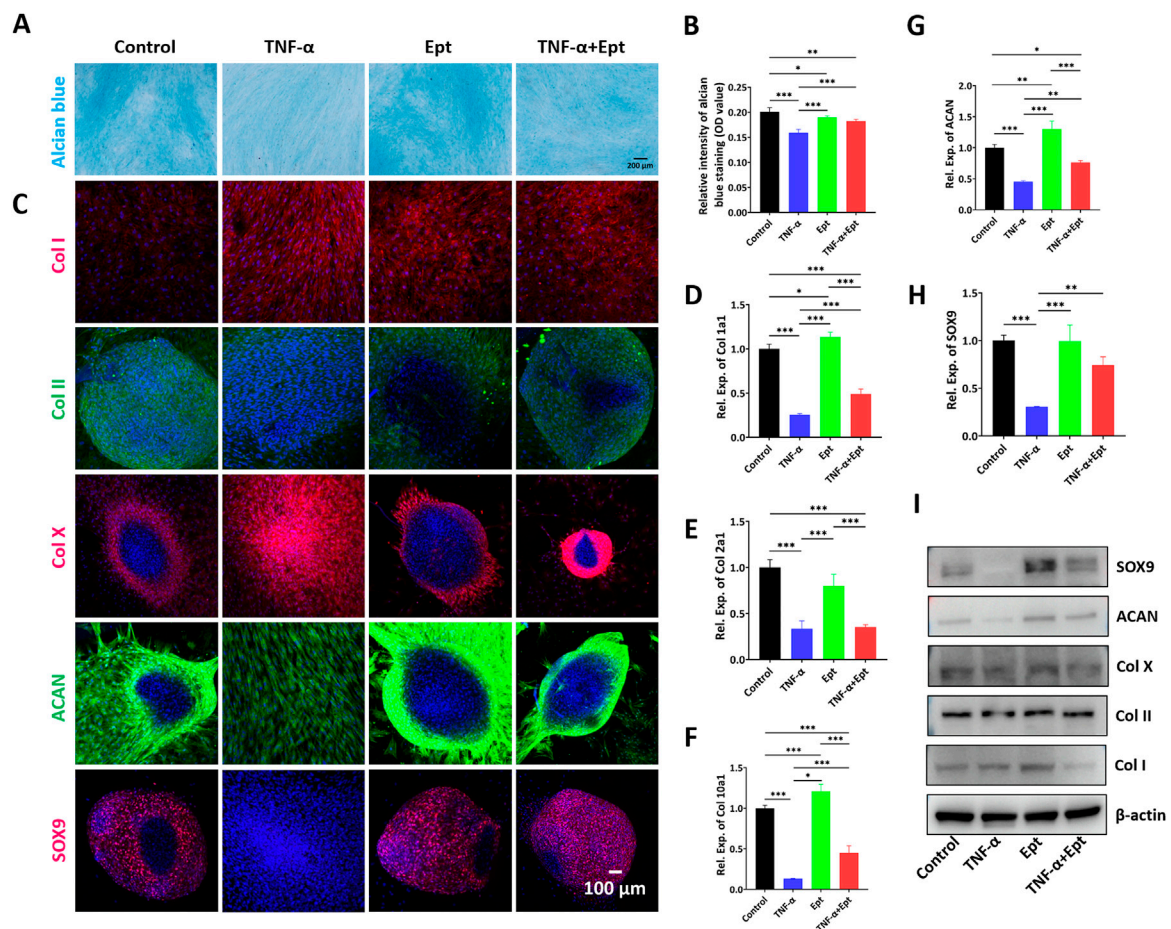 A
Control
TNF-α
Ept
TNF-α+Ept
Alcian blue
200 μm
C
Col I
Col II
Col X
ACAN
SOX9
100 μm
B
Relative intensity of alcian
blue staining (OD value)
0.25
0.20
0.15
0.10
0.05
0.00
**
*
***
***
***
Control
TNF-α
Ept
TNF-α+Ept
G
Rel. Exp. of ACAN
2.0
1.5
1.0
0.5
0.0
*
***
**
**
***
***
Control
TNF-α
Ept
TNF-α+Ept
D
Rel. Exp. of Col 1a1
1.5
1.0
0.5
0.0
***
***
*
***
***
***
Control
TNF-α
Ept
TNF-α+Ept
H
Rel. Exp. of SOX9
1.5
1.0
0.5
0.0
**
***
***
Control
TNF-α
Ept
TNF-α+Ept
E
Rel. Exp. of Col 2a1
1.5
1.0
0.5
0.0
***
***
***
***
Control
TNF-α
Ept
TNF-α+Ept
F
Rel. Exp. of Col 10a1
1.5
1.0
0.5
0.0
***
***
***
***
*
***
Control
TNF-α
Ept
TNF-α+Ept
I
SOX9
ACAN
Col X
Col II
Col I
β-actin
Control
TNF-α
Ept
TNF-α+Ept